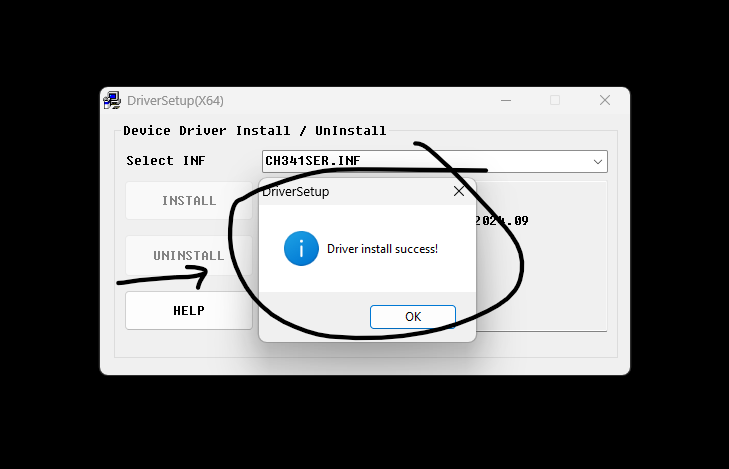 DriverSetup(X64)
Device Driver Install / UnInstall
Select INF
CH341SER.INF
INSTALL
UNINSTALL
HELP
2024.09
DriverSetup
Driver install success!
OK